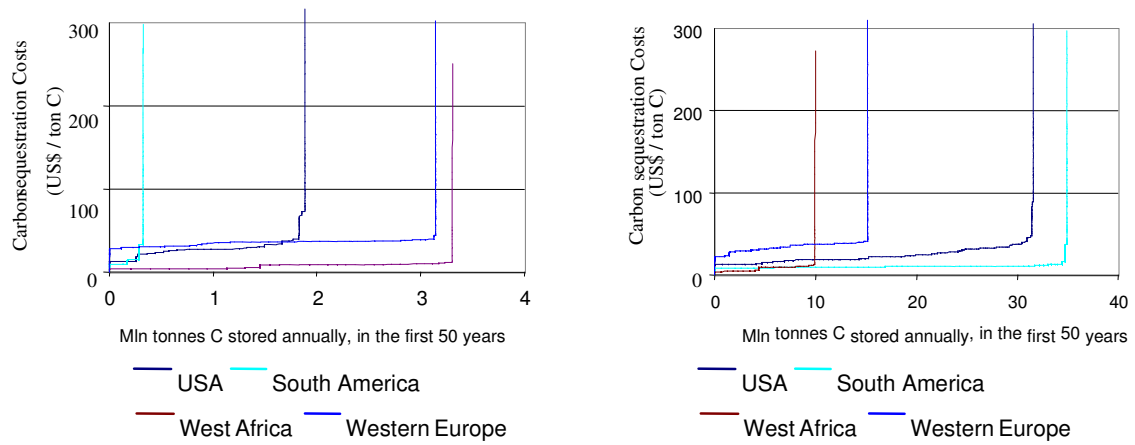 Carbonsequestration Costs
(US$ / ton C)
300
200
100
0
0 1 2 3 4
Mln tonnes C stored annually, in the first 50 years
USA South America
West Africa Western Europe
Carbon sequestration Costs
(US$ / ton C)
300
200
100
0
0 10 20 30 40
Mln tonnes C stored annually, in the first 50 years
USA South America
West Africa Western Europe